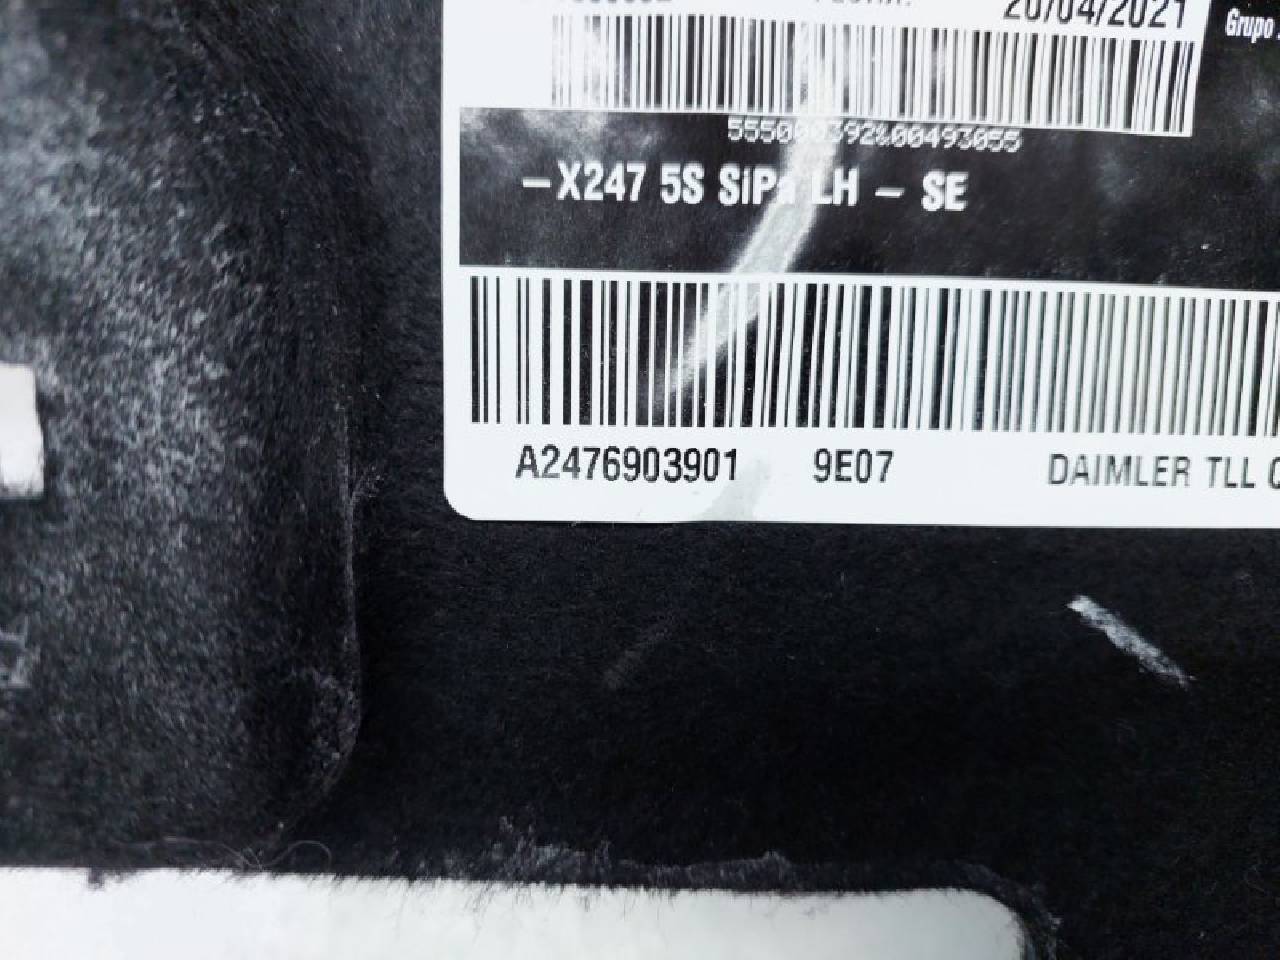 20/04/2021
Grupo
-X247 5S SiPa LH - SE
A2476903901 9E07 DAIMLER TLL